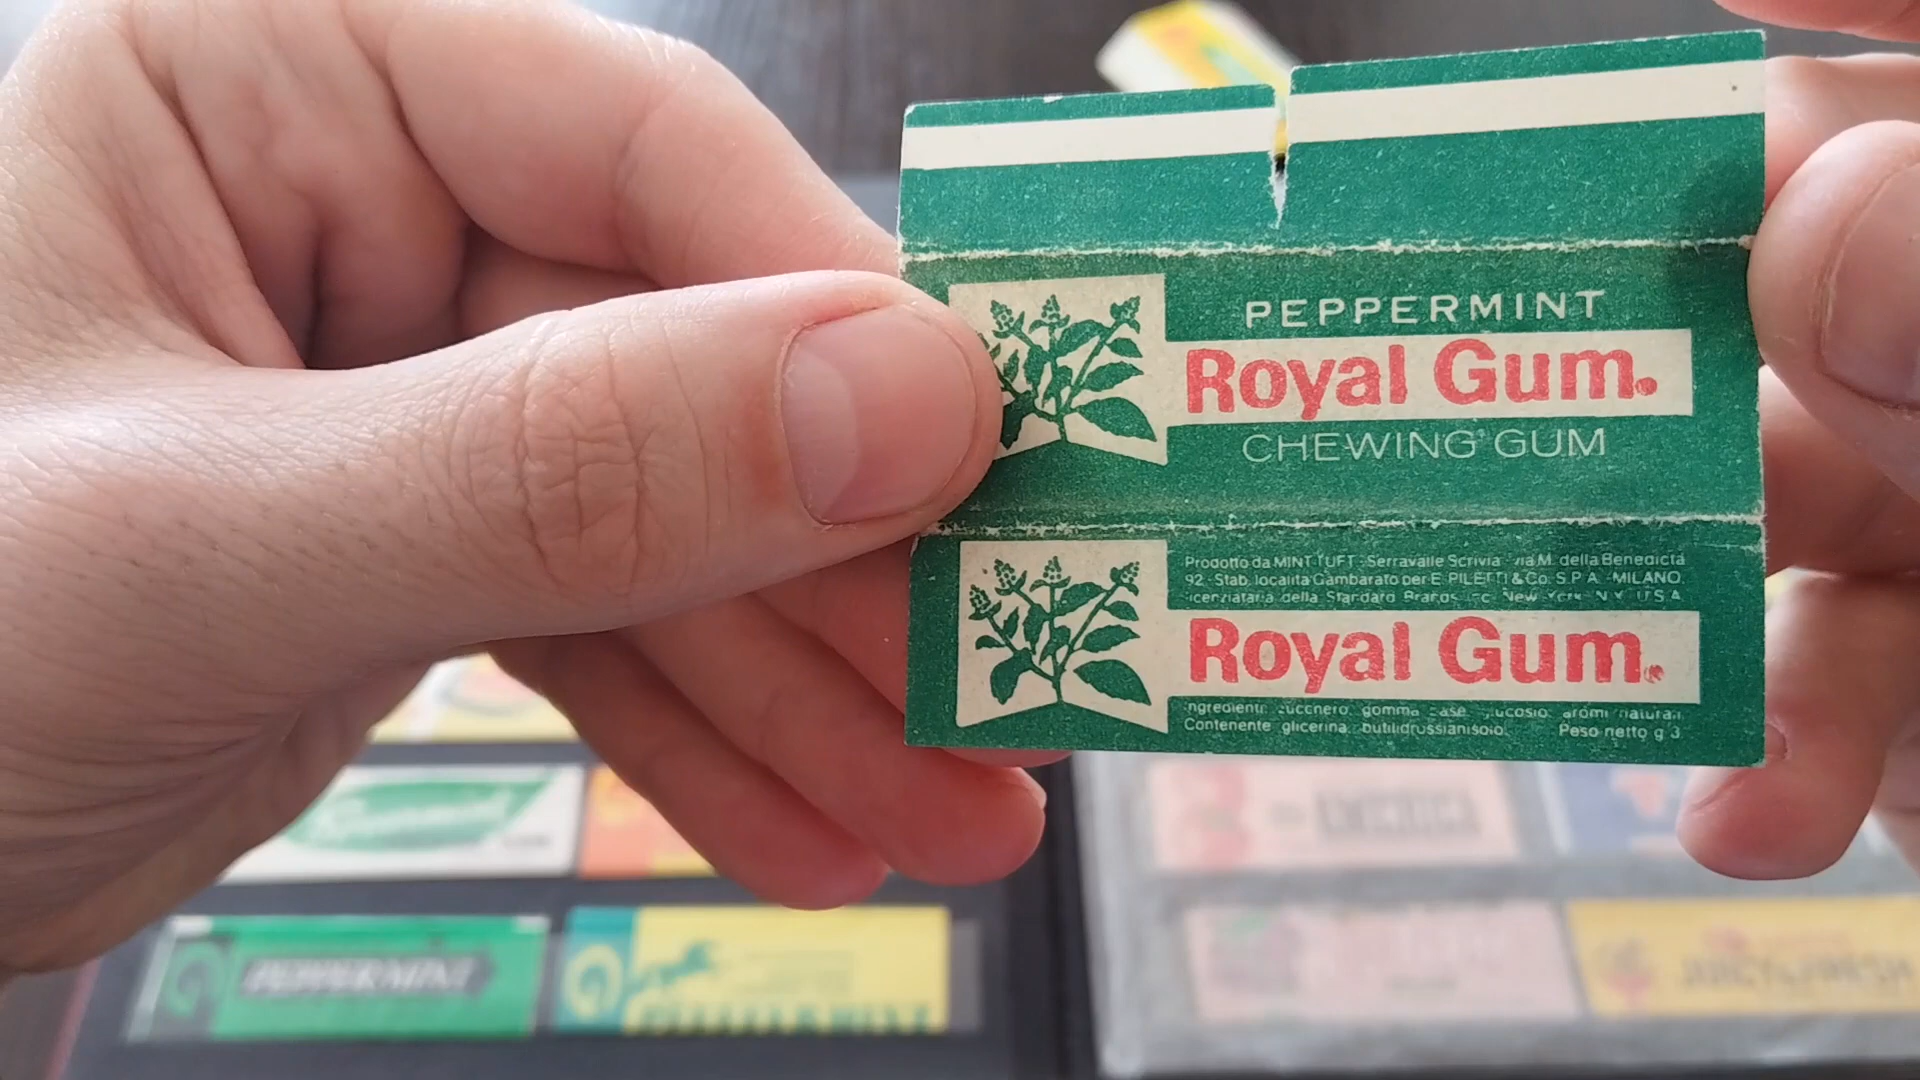 PEPPERMINT
Royal Gum.
CHEWING GUM
Prodotto da MINT TUFT - Serravalle Scrivia via M. della Benedicta
92 - Stab. localita Gambarato per E. PILETTI & Co. S.P.A. - MILANO.
licenziataria della Standard Brands Inc. New York N.Y. U.S.A.
Royal Gum.®
Ingredienti: zucchero, gomma base, glucosio, aromi naturali.
Contenente glicerina, butilidrossianisolo. Peso netto g 3
PEPPERMINT